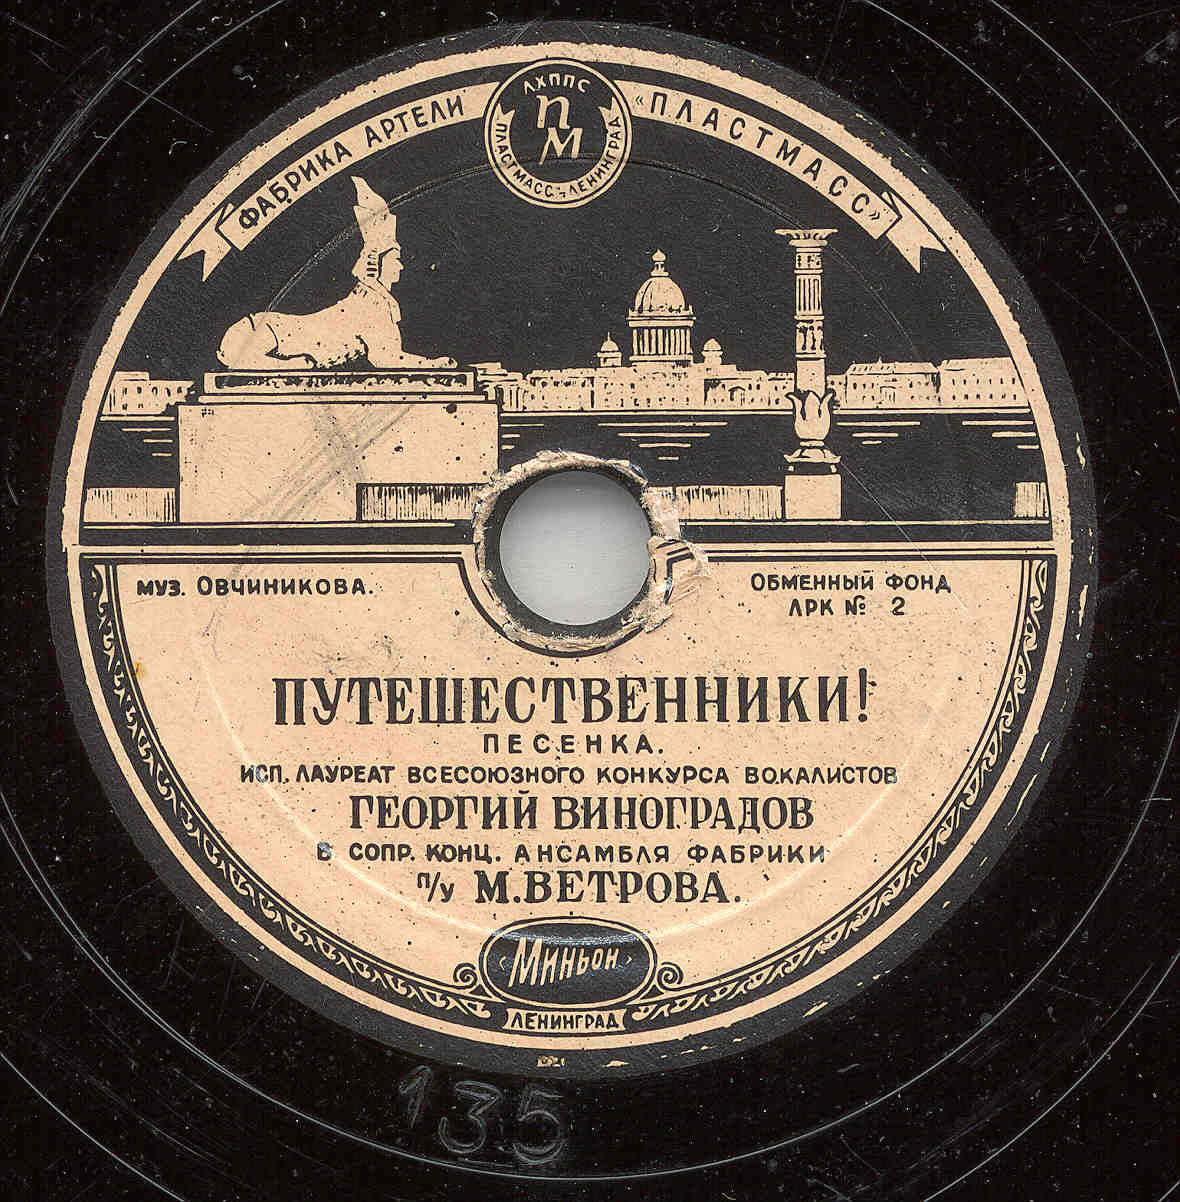 ФАБРИКА АРТЕЛИ «ПЛАСТМАСС»
ЛХППС
ПМ
ПЛАСТМАСС-ЛЕНИНГРАД
МУЗ. ОВЧИНИКОВА.
ОБМЕННЫЙ ФОНД
ЛРК № 2
ПУТЕШЕСТВЕННИКИ!
ПЕСЕНКА.
ИСП. ЛАУРЕАТ ВСЕСОЮЗНОГО КОНКУРСА ВОКАЛИСТОВ
ГЕОРГИЙ ВИНОГРАДОВ
В СОПР. КОНЦ. АНСАМБЛЯ ФАБРИКИ
П/У М. ВЕТРОВА.
«МИНЬОН»
ЛЕНИНГРАД
135